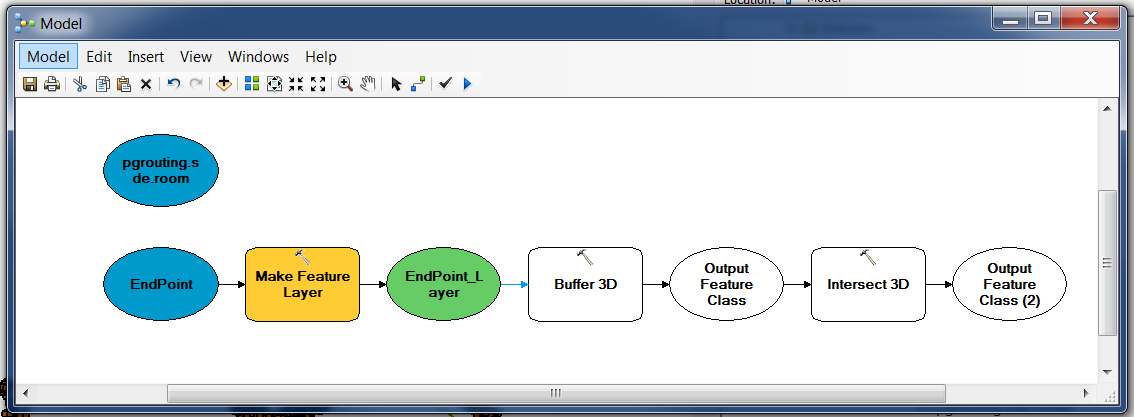 Location:
Model
Model
Model Edit Insert View Windows Help
pgrouting.s
de.room
EndPoint
Make Feature
Layer
EndPoint_L
ayer
Buffer 3D
Output
Feature
Class
Intersect 3D
Output
Feature
Class (2)